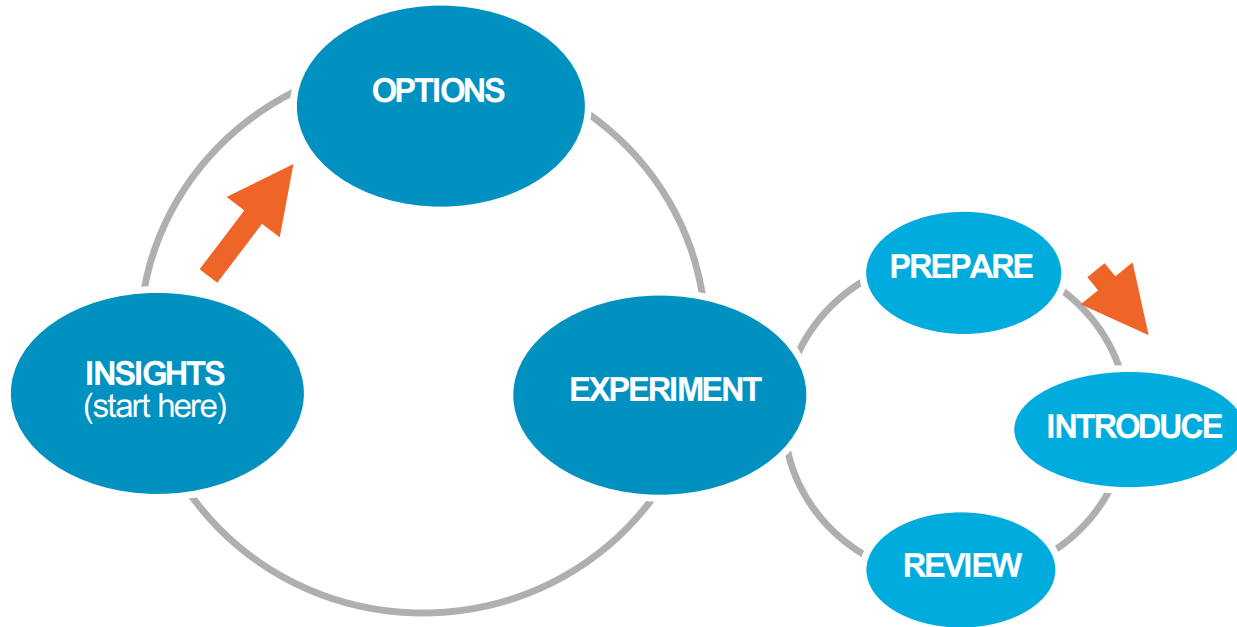 OPTIONS
INSIGHTS
(start here)
EXPERIMENT
PREPARE
INTRODUCE
REVIEW